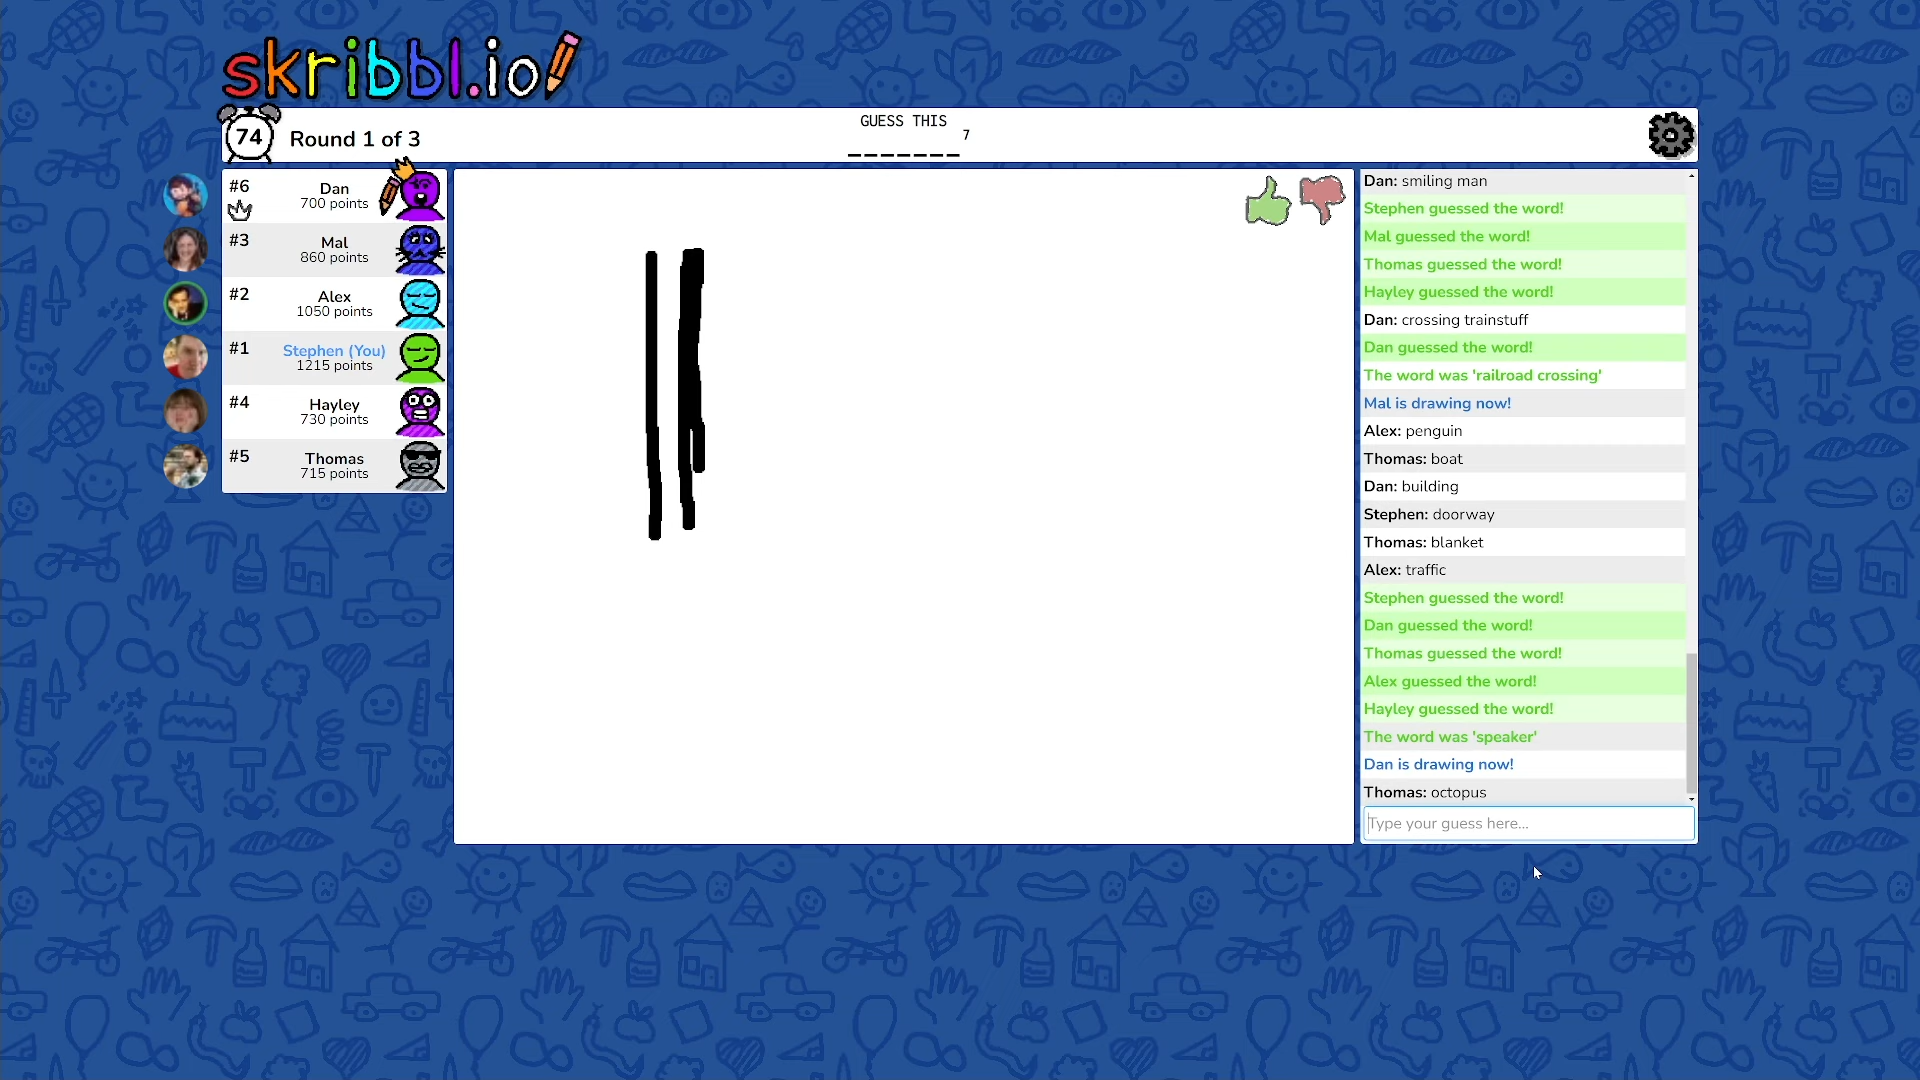 skribbl.io
74
Round 1 of 3
GUESS THIS
_______ 7
#6
Dan
700 points
#3
Mal
860 points
#2
Alex
1050 points
#1
Stephen (You)
1215 points
#4
Hayley
730 points
#5
Thomas
715 points
Dan: smiling man
Stephen guessed the word!
Mal guessed the word!
Thomas guessed the word!
Hayley guessed the word!
Dan: crossing trainstuff
Dan guessed the word!
The word was 'railroad crossing'
Mal is drawing now!
Alex: penguin
Thomas: boat
Dan: building
Stephen: doorway
Thomas: blanket
Alex: traffic
Stephen guessed the word!
Dan guessed the word!
Thomas guessed the word!
Alex guessed the word!
Hayley guessed the word!
The word was 'speaker'
Dan is drawing now!
Thomas: octopus
Type your guess here...